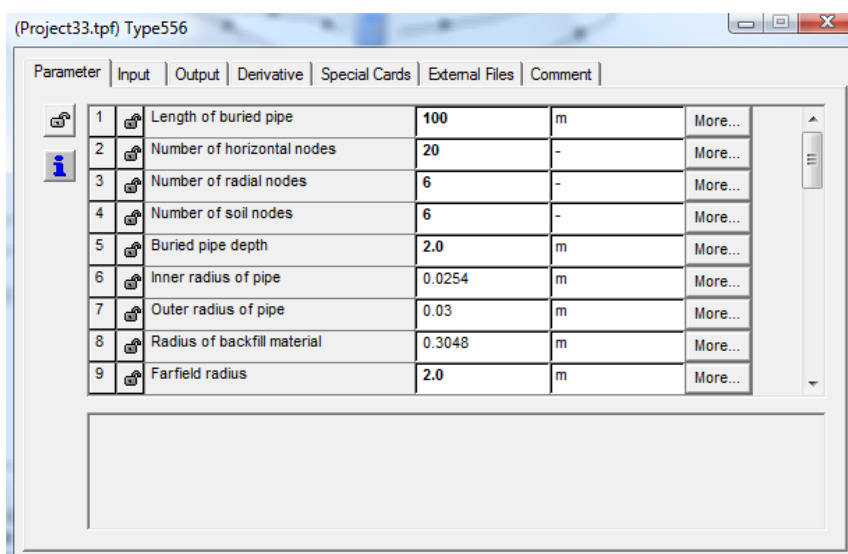 (Project33.tpf) Type556
Parameter Input Output Derivative Special Cards External Files Comment
1 Length of buried pipe 100 m More...
2 Number of horizontal nodes 20 - More...
3 Number of radial nodes 6 - More...
4 Number of soil nodes 6 - More...
5 Buried pipe depth 2.0 m More...
6 Inner radius of pipe 0.0254 m More...
7 Outer radius of pipe 0.03 m More...
8 Radius of backfill material 0.3048 m More...
9 Farfield radius 2.0 m More...